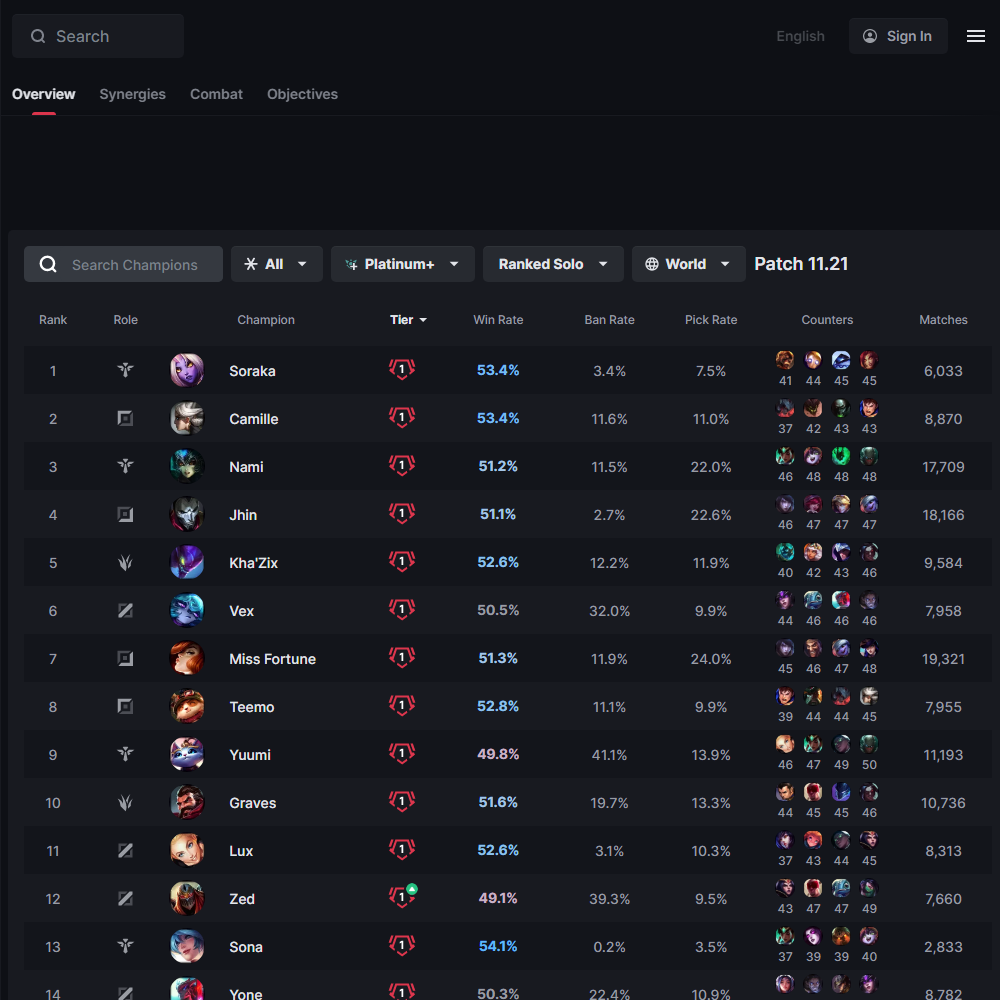 Search
English
Sign In
Overview Synergies Combat Objectives
Search Champions All Platinum+ Ranked Solo World Patch 11.21
Rank Role Champion Tier Win Rate Ban Rate Pick Rate Counters Matches
1 Soraka 1 53.4% 3.4% 7.5% 41 44 45 45 6,033
2 Camille 1 53.4% 11.6% 11.0% 37 42 43 43 8,870
3 Nami 1 51.2% 11.5% 22.0% 46 48 48 48 17,709
4 Jhin 1 51.1% 2.7% 22.6% 46 47 47 47 18,166
5 Kha'Zix 1 52.6% 12.2% 11.9% 40 42 43 46 9,584
6 Vex 1 50.5% 32.0% 9.9% 44 46 46 46 7,958
7 Miss Fortune 1 51.3% 11.9% 24.0% 45 46 47 48 19,321
8 Teemo 1 52.8% 11.1% 9.9% 39 44 44 45 7,955
9 Yuumi 1 49.8% 41.1% 13.9% 46 47 49 50 11,193
10 Graves 1 51.6% 19.7% 13.3% 44 45 45 46 10,736
11 Lux 1 52.6% 3.1% 10.3% 37 43 44 45 8,313
12 Zed 1 49.1% 39.3% 9.5% 43 47 47 49 7,660
13 Sona 1 54.1% 0.2% 3.5% 37 39 39 40 2,833
14 Yone 1 50.3% 22.4% 10.9% 8,782